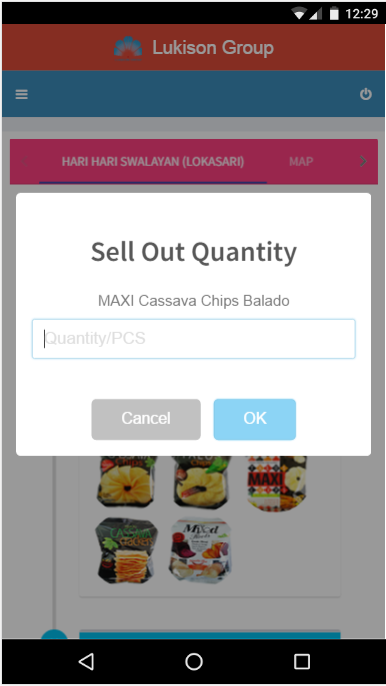 12:29
Lukison Group
HARI HARI SWALAYAN (LOKASARI) MAP
Sell Out Quantity
MAXI Cassava Chips Balado
Quantity/PCS
Cancel OK
MAXI
Mixed